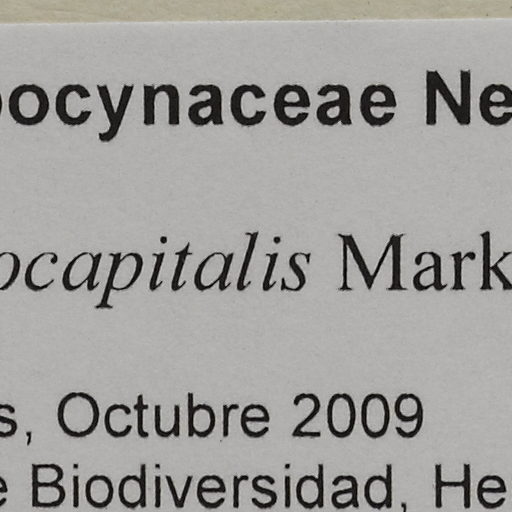 ocynaceae Ne
ocapitalis Mark
s, Octubre 2009
e Biodiversidad, He